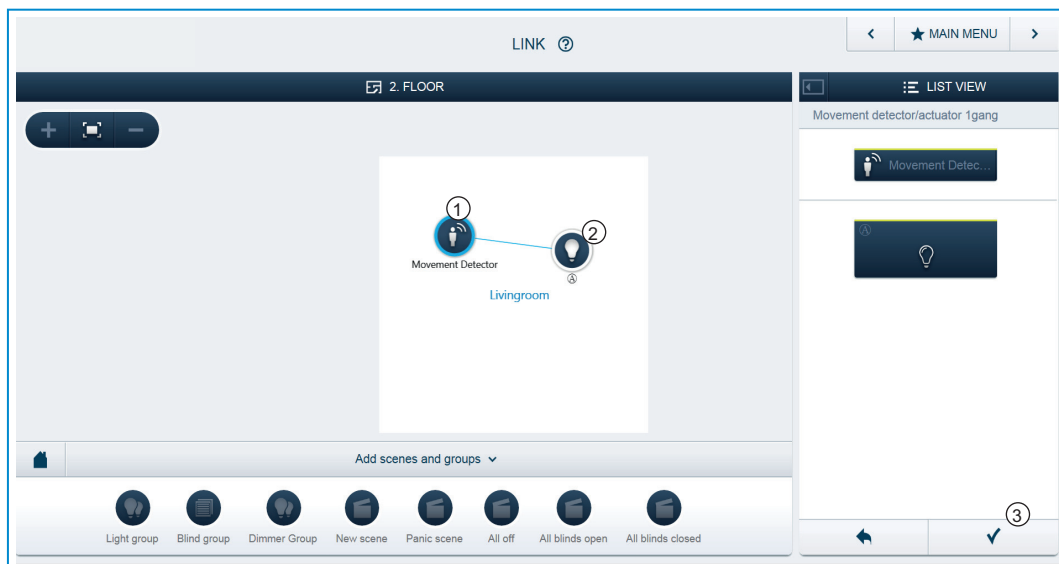 LINK ?
MAIN MENU
2. FLOOR
LIST VIEW
Movement detector/actuator 1gang
Movement Detec...
A
1
2
Movement Detector
A
Livingroom
Add scenes and groups
Light group
Blind group
Dimmer Group
New scene
Panic scene
All off
All blinds open
All blinds closed
3